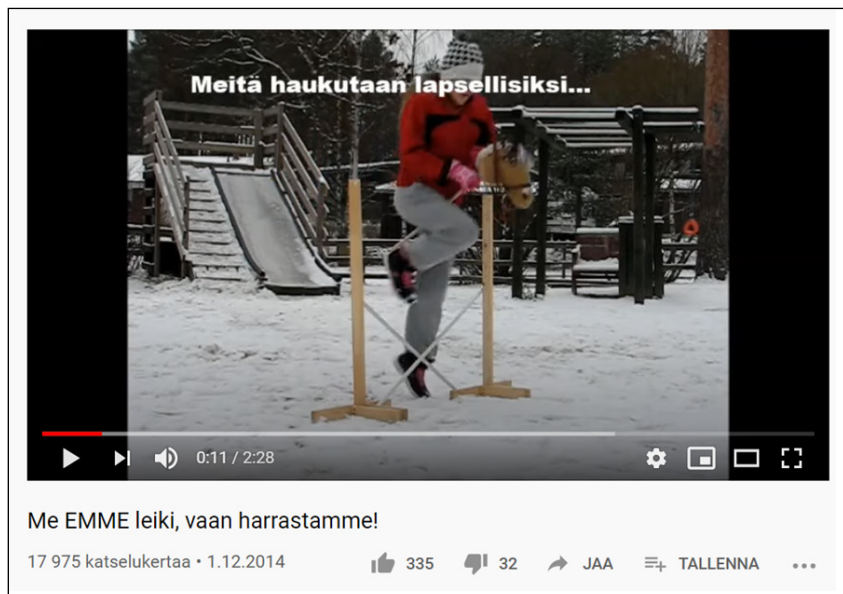 Meitä haukutaan lapsellisiksi...
0:11 / 2:28
Me EMME leiki, vaan harrastamme!
17 975 katselukertaa • 1.12.2014 335 32 JAA TALLENNA